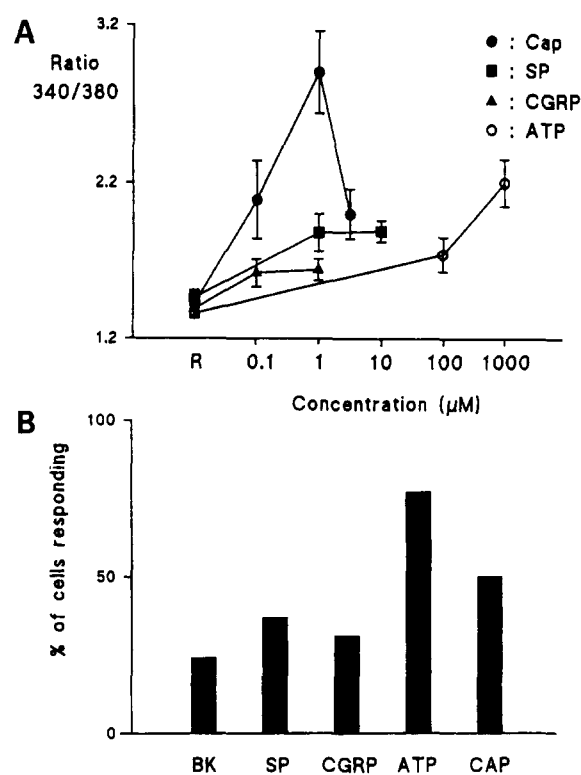 A
Ratio
340/380
3.2
2.2
1.2
● : Cap
■ : SP
▲ : CGRP
○ : ATP
R 0.1 1 10 100 1000
Concentration (µM)
B
% of cells responding
100
50
0
BK SP CGRP ATP CAP